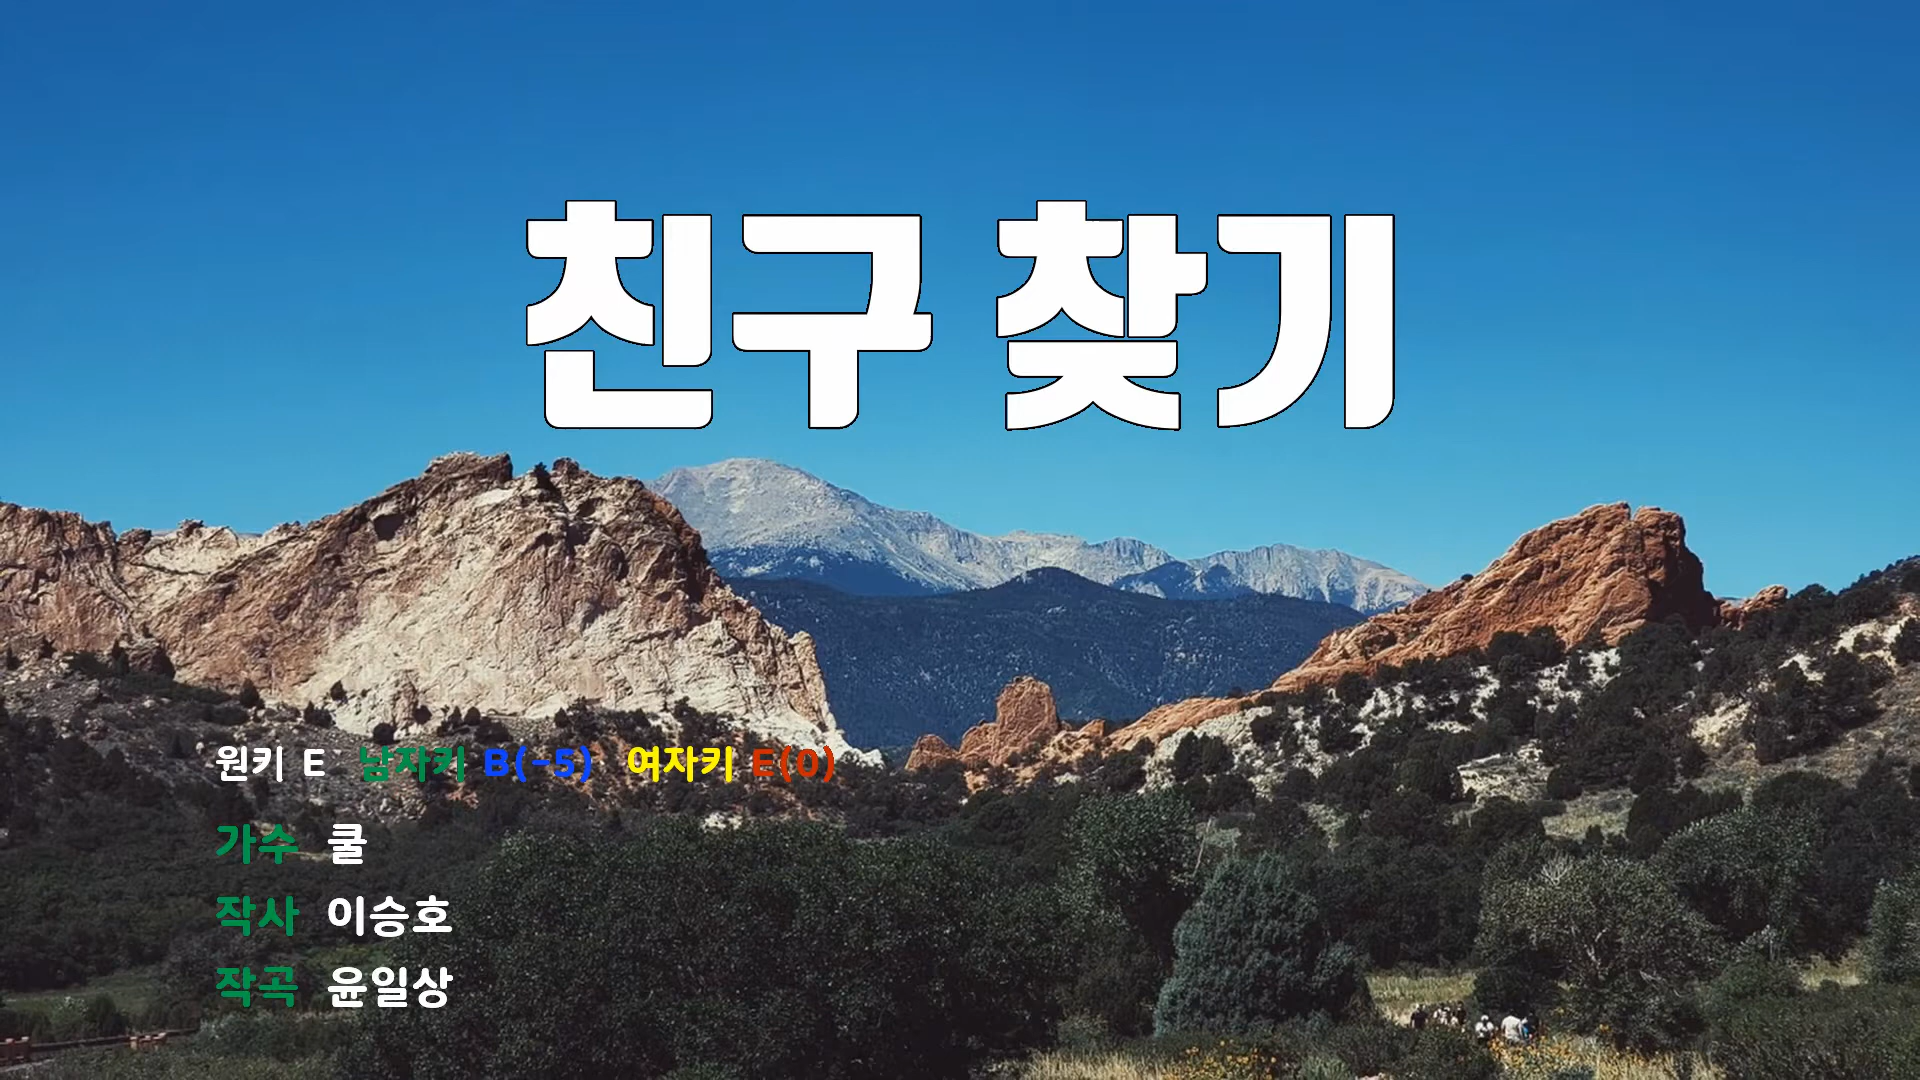 친구 찾기
원키 E 남자키 B(-5) 여자키 E(0)
가수 쿨
작사 이승호
작곡 윤일상